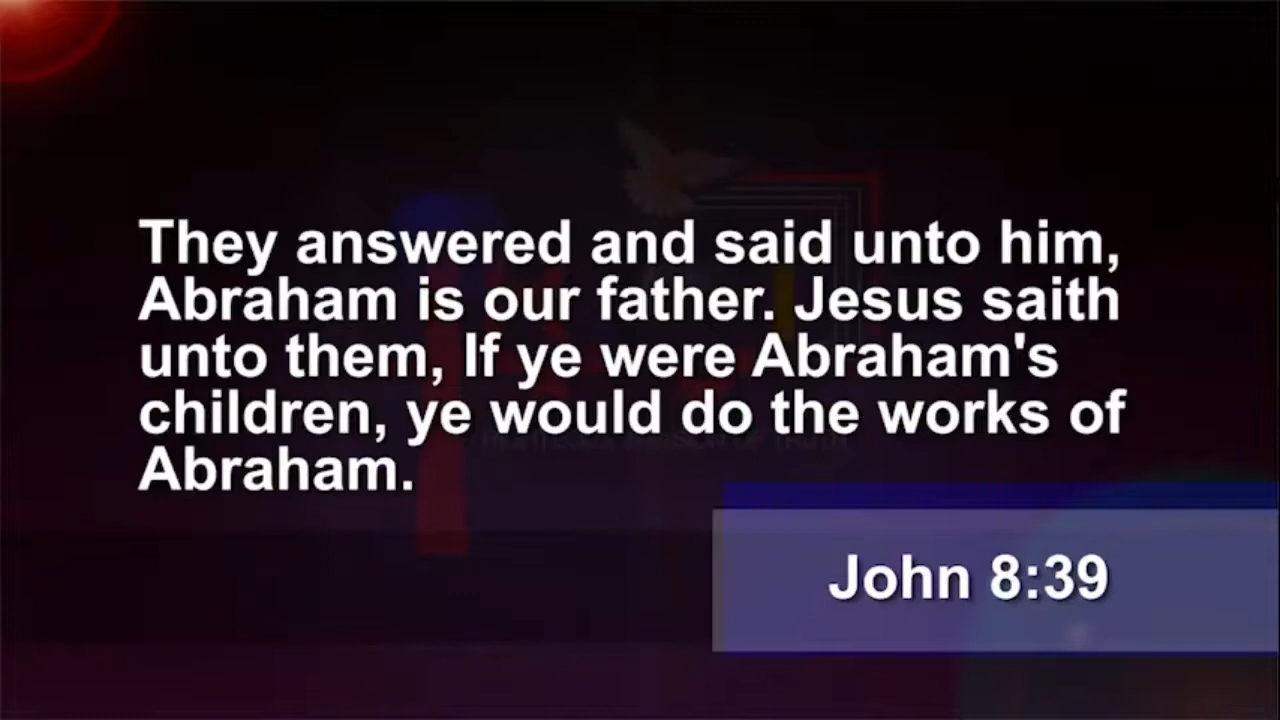 They answered and said unto him,
Abraham is our father. Jesus saith
unto them, If ye were Abraham's
children, ye would do the works of
Abraham.
John 8:39